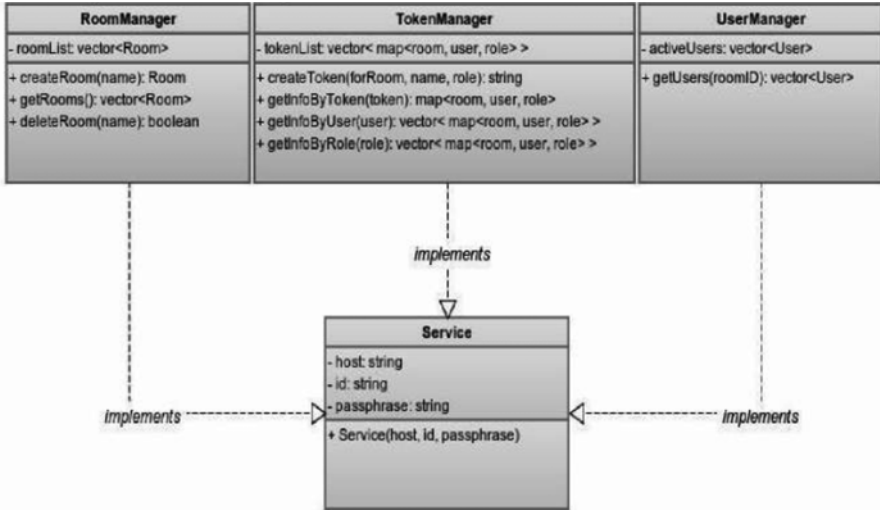 RoomManager
- roomList: vector<Room>
+ createRoom(name): Room
+ getRooms(): vector<Room>
+ deleteRoom(name): boolean
TokenManager
- tokenList: vector< map<room, user, role> >
+ createToken(forRoom, name, role): string
+ getInfoByToken(token): map<room, user, role>
+ getInfoByUser(user): vector< map<room, user, role> >
+ getInfoByRole(role): vector< map<room, user, role> >
UserManager
- activeUsers: vector<User>
+ getUsers(roomID): vector<User>
implements
Service
- host: string
- id: string
- passphrase: string
+ Service(host, id, passphrase)
implements
implements